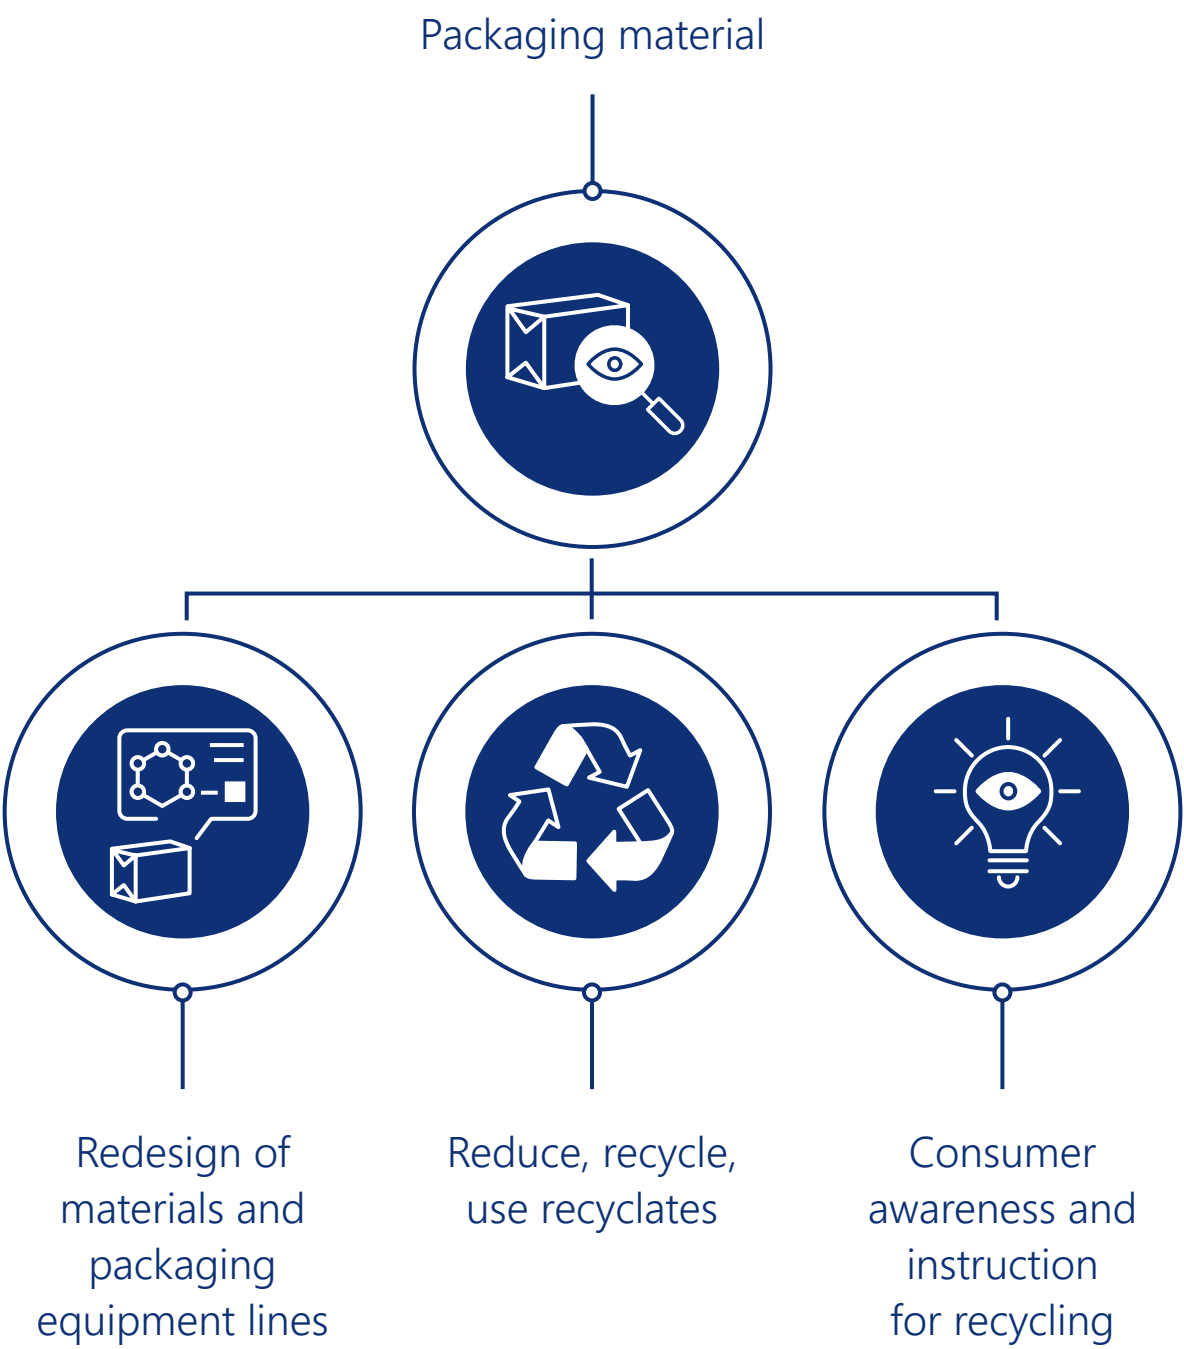 Packaging material
Redesign of
materials and
packaging
equipment lines
Reduce, recycle,
use recyclates
Consumer
awareness and
instruction
for recycling